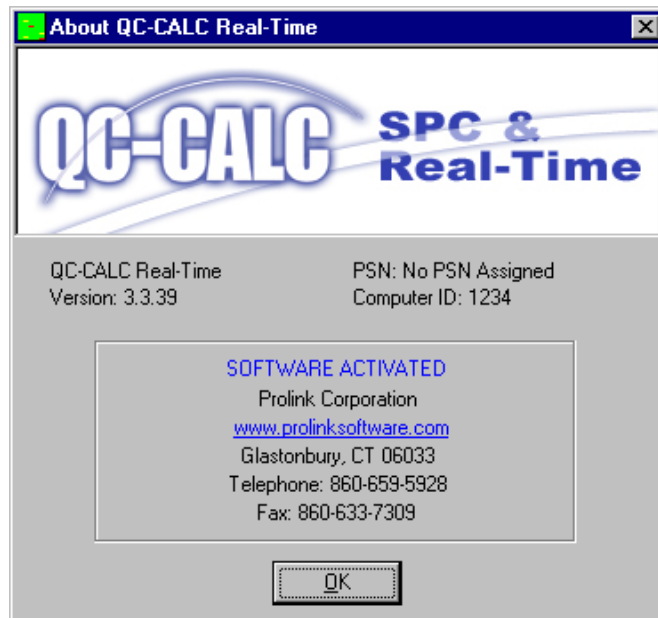 About QC-CALC Real-Time
QC-CALC
SPC &
Real-Time
QC-CALC Real-Time
Version: 3.3.39
PSN: No PSN Assigned
Computer ID: 1234
SOFTWARE ACTIVATED
Prolink Corporation
www.prolinksoftware.com
Glastonbury, CT 06033
Telephone: 860-659-5928
Fax: 860-633-7309
OK